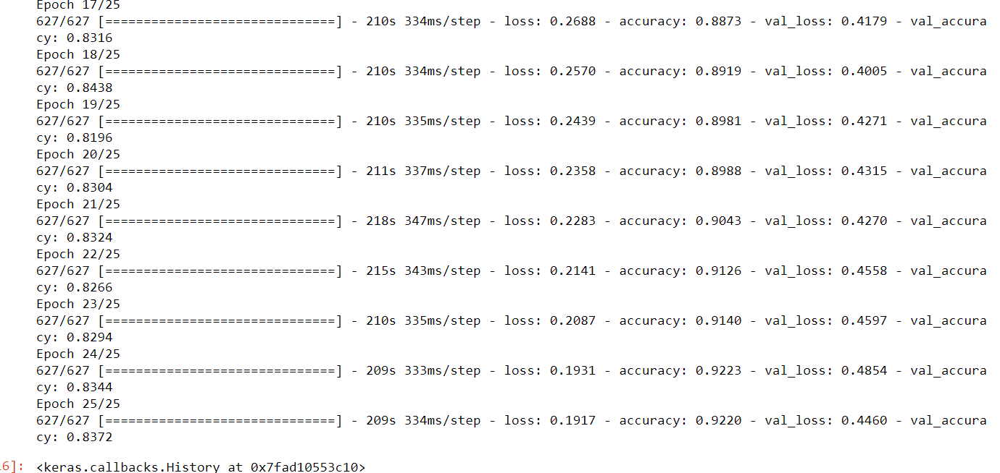 Epoch 17/25
627/627 [==============================] - 210s 334ms/step - loss: 0.2688 - accuracy: 0.8873 - val_loss: 0.4179 - val_accura
cy: 0.8316
Epoch 18/25
627/627 [==============================] - 210s 334ms/step - loss: 0.2570 - accuracy: 0.8919 - val_loss: 0.4005 - val_accura
cy: 0.8438
Epoch 19/25
627/627 [==============================] - 210s 335ms/step - loss: 0.2439 - accuracy: 0.8981 - val_loss: 0.4271 - val_accura
cy: 0.8196
Epoch 20/25
627/627 [==============================] - 211s 337ms/step - loss: 0.2358 - accuracy: 0.8988 - val_loss: 0.4315 - val_accura
cy: 0.8304
Epoch 21/25
627/627 [==============================] - 218s 347ms/step - loss: 0.2283 - accuracy: 0.9043 - val_loss: 0.4270 - val_accura
cy: 0.8324
Epoch 22/25
627/627 [==============================] - 215s 343ms/step - loss: 0.2141 - accuracy: 0.9126 - val_loss: 0.4558 - val_accura
cy: 0.8266
Epoch 23/25
627/627 [==============================] - 210s 335ms/step - loss: 0.2087 - accuracy: 0.9140 - val_loss: 0.4597 - val_accura
cy: 0.8294
Epoch 24/25
627/627 [==============================] - 209s 333ms/step - loss: 0.1931 - accuracy: 0.9223 - val_loss: 0.4854 - val_accura
cy: 0.8344
Epoch 25/25
627/627 [==============================] - 209s 334ms/step - loss: 0.1917 - accuracy: 0.9220 - val_loss: 0.4460 - val_accura
cy: 0.8372
6]: <keras.callbacks.History at 0x7fad10553c10>